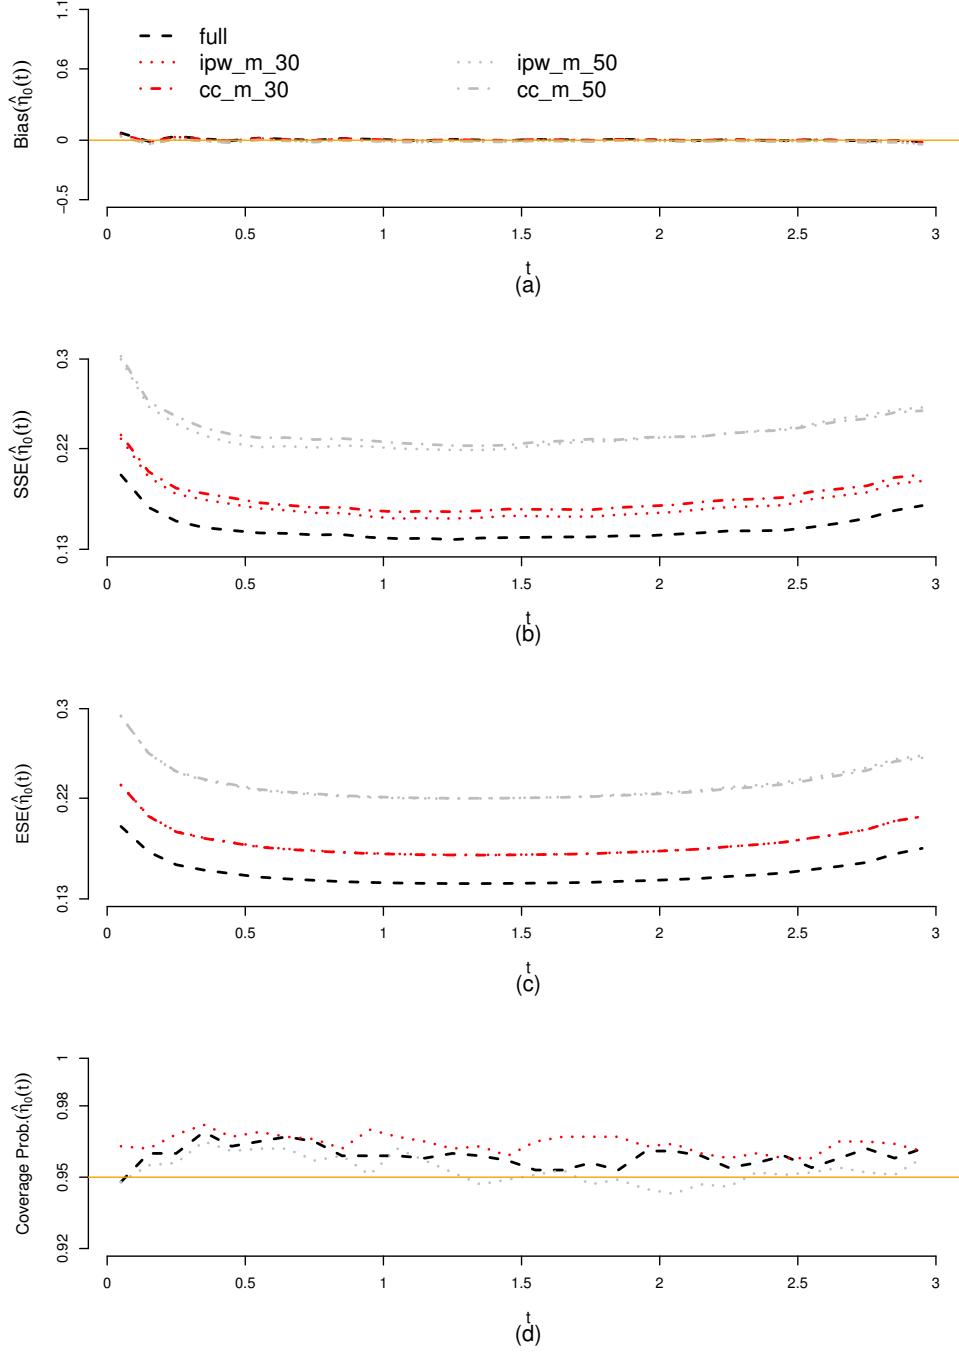 Bias(η̂₀(t))
1.1
0.6
0
−0.5
full
ipw_m_30
cc_m_30
ipw_m_50
cc_m_50
0 0.5 1 1.5 2 2.5 3
t
(a)
SSE(η̂₀(t))
0.3
0.22
0.13
0 0.5 1 1.5 2 2.5 3
t
(b)
ESE(η̂₀(t))
0.3
0.22
0.13
0 0.5 1 1.5 2 2.5 3
t
(c)
Coverage Prob.(η̂₀(t))
1
0.98
0.95
0.92
0 0.5 1 1.5 2 2.5 3
t
(d)